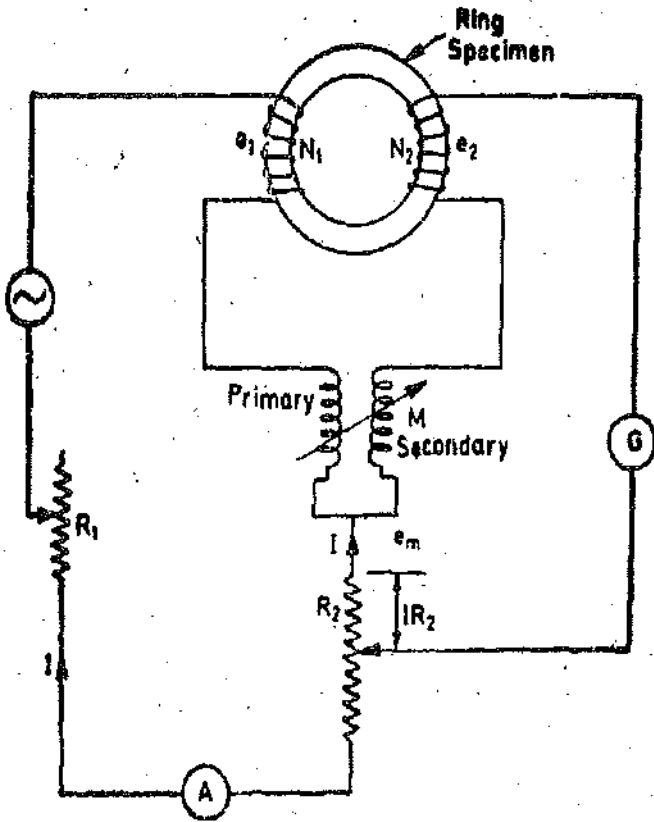 Ring
Specimen
e₁ N₁ N₂ e₂
Primary
M
Secondary
G
R₁
I
eₘ
R₂
IR₂
I
A